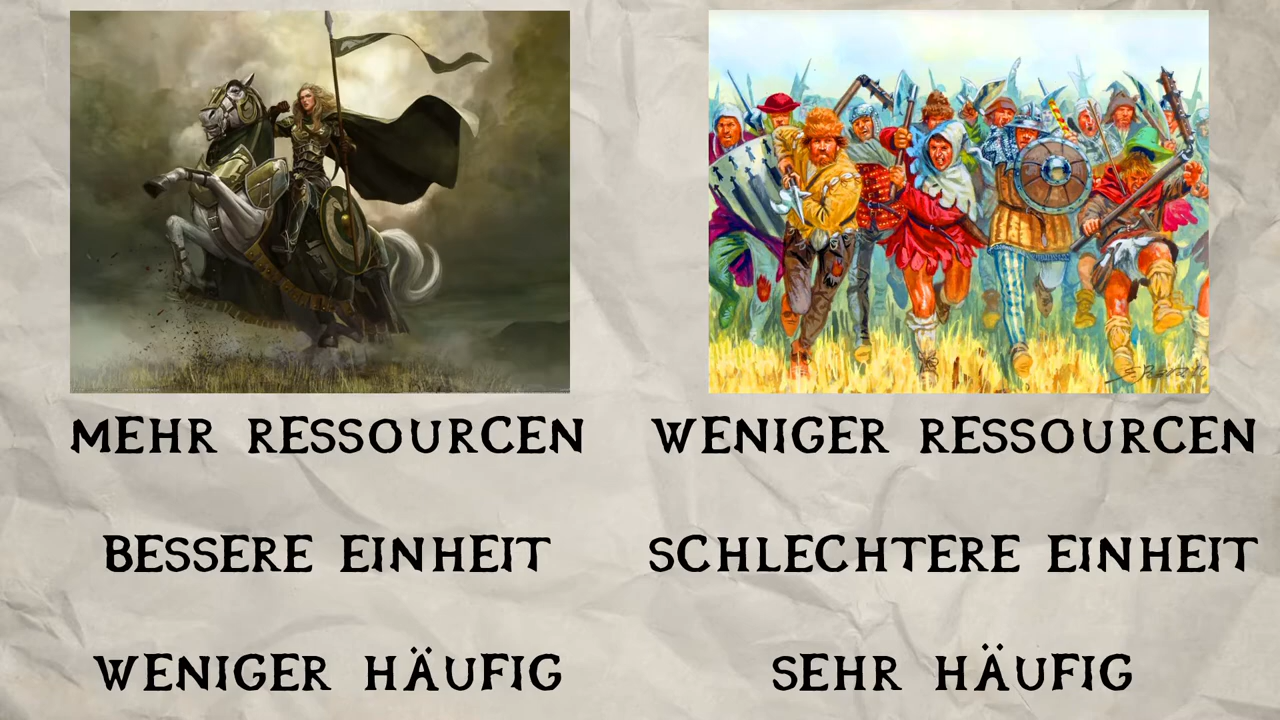 MEHR RESSOURCEN
WENIGER RESSOURCEN
BESSERE EINHEIT
SCHLECHTERE EINHEIT
WENIGER HÄUFIG
SEHR HÄUFIG